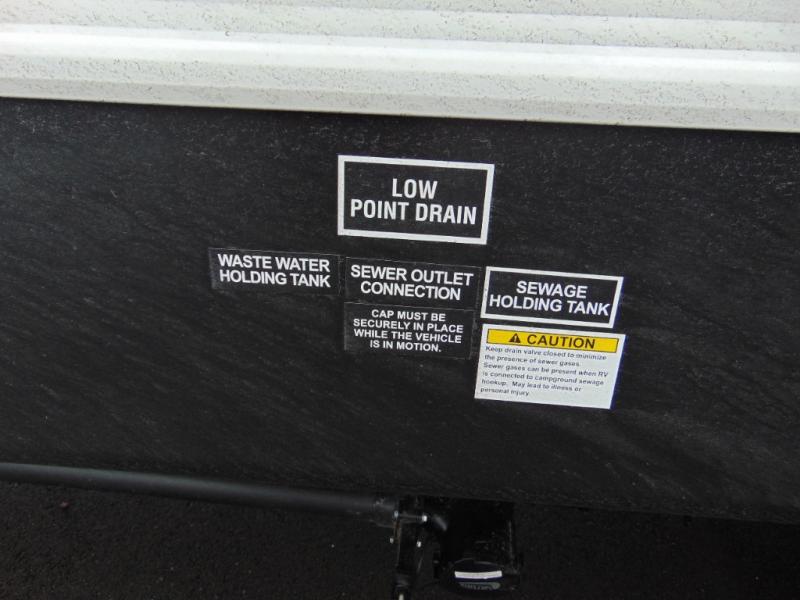 LOW
POINT DRAIN
WASTE WATER
HOLDING TANK
SEWER OUTLET
CONNECTION
CAP MUST BE
SECURELY IN PLACE
WHILE THE VEHICLE
IS IN MOTION.
SEWAGE
HOLDING TANK
CAUTION
Keep drain valve closed to minimize
the presence of sewer gases.
Sewer gases can be present when RV
is connected to campground sewage
hookup. May lead to illness or
personal injury.